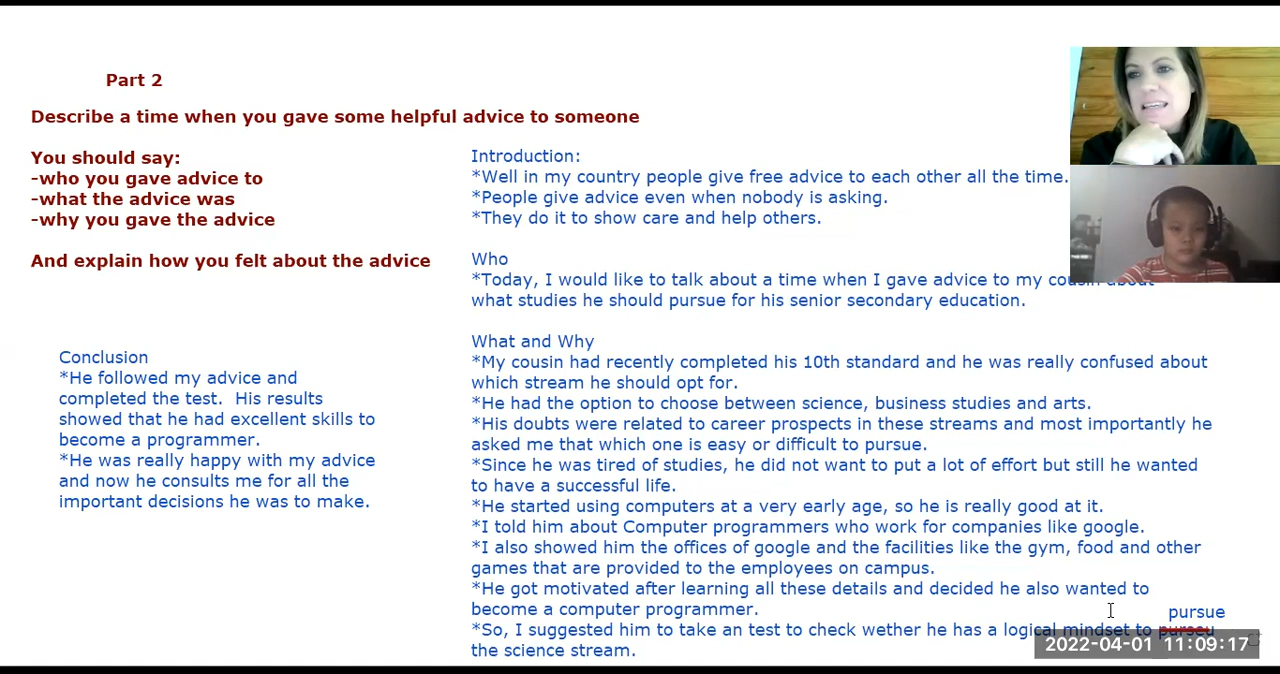 Part 2
Describe a time when you gave some helpful advice to someone
You should say:
-who you gave advice to
-what the advice was
-why you gave the advice
And explain how you felt about the advice
Conclusion
*He followed my advice and
completed the test.  His results
showed that he had excellent skills to
become a programmer.
*He was really happy with my advice
and now he consults me for all the
important decisions he was to make.
Introduction:
*Well in my country people give free advice to each other all the time.
*People give advice even when nobody is asking.
*They do it to show care and help others.
Who
*Today, I would like to talk about a time when I gave advice to my cousin about
what studies he should pursue for his senior secondary education.
What and Why
*My cousin had recently completed his 10th standard and he was really confused about
which stream he should opt for.
*He had the option to choose between science, business studies and arts.
*His doubts were related to career prospects in these streams and most importantly he
asked me that which one is easy or difficult to pursue.
*Since he was tired of studies, he did not want to put a lot of effort but still he wanted
to have a successful life.
*He started using computers at a very early age, so he is really good at it.
*I told him about Computer programmers who work for companies like google.
*I also showed him the offices of google and the facilities like the gym, food and other
games that are provided to the employees on campus.
*He got motivated after learning all these details and decided he also wanted to
become a computer programmer.
pursue
*So, I suggested him to take an test to check wether he has a logical mindset to
the science stream.
2022-04-01 11:09:17